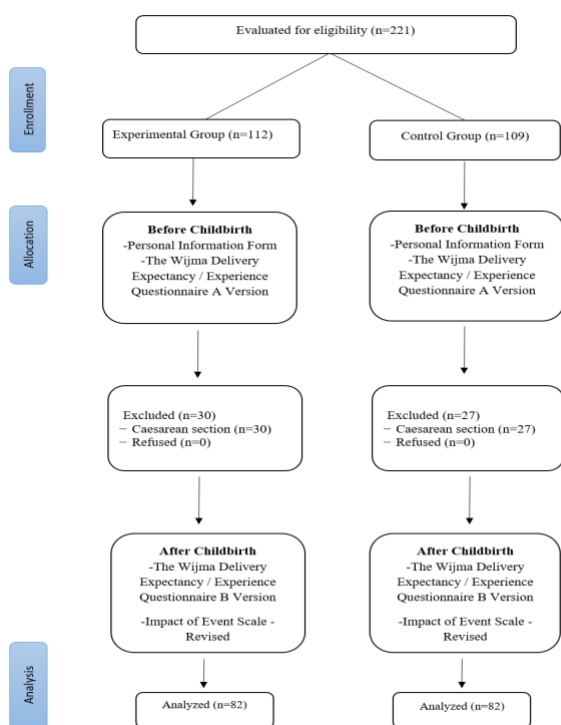 Evaluated for eligibility (n=221)
Enrollment
Experimental Group (n=112)
Control Group (n=109)
Allocation
Before Childbirth
-Personal Information Form
-The Wijma Delivery
Expectancy / Experience
Questionnaire A Version
Before Childbirth
-Personal Information Form
-The Wijma Delivery
Expectancy / Experience
Questionnaire A Version
Excluded (n=30)
− Caesarean section (n=30)
− Refused (n=0)
Excluded (n=27)
− Caesarean section (n=27)
− Refused (n=0)
After Childbirth
-The Wijma Delivery
Expectancy / Experience
Questionnaire B Version
-Impact of Event Scale -
Revised
After Childbirth
-The Wijma Delivery
Expectancy / Experience
Questionnaire B Version
-Impact of Event Scale -
Revised
Analysis
Analyzed (n=82)
Analyzed (n=82)